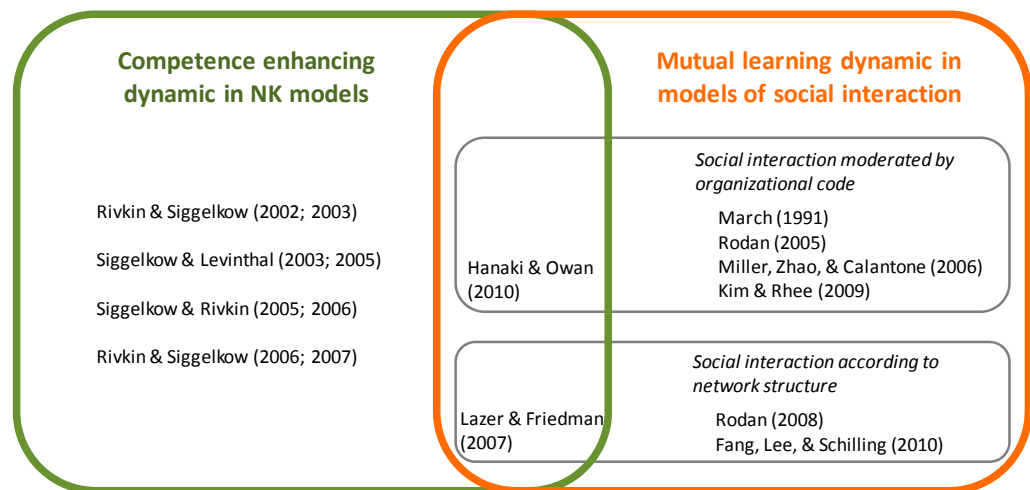 Competence enhancing
dynamic in NK models
Rivkin & Siggelkow (2002; 2003)
Siggelkow & Levinthal (2003; 2005)
Siggelkow & Rivkin (2005; 2006)
Rivkin & Siggelkow (2006; 2007)
Mutual learning dynamic in
models of social interaction
Social interaction moderated by
organizational code
March (1991)
Rodan (2005)
Miller, Zhao, & Calantone (2006)
Kim & Rhee (2009)
Hanaki & Owan
(2010)
Social interaction according to
network structure
Rodan (2008)
Fang, Lee, & Schilling (2010)
Lazer & Friedman
(2007)